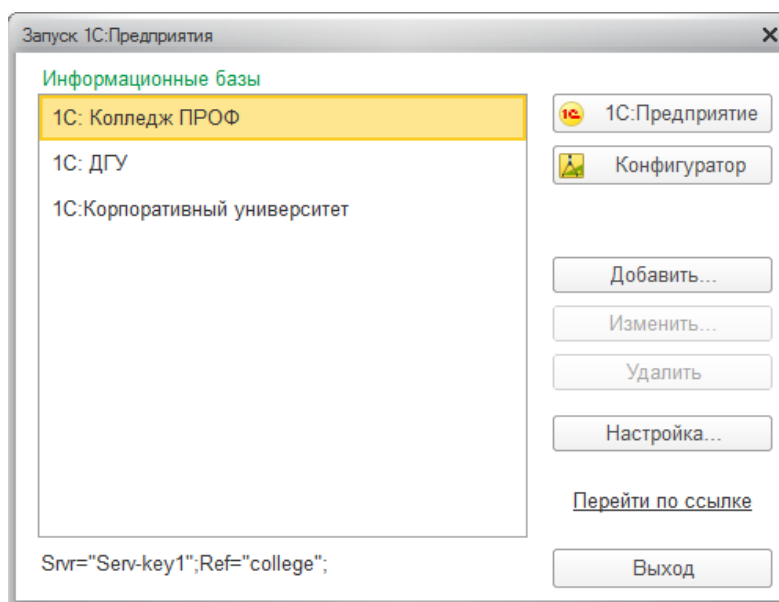 Запуск 1С:Предприятия
Информационные базы
1С: Колледж ПРОФ
1С: ДГУ
1С:Корпоративный университет
1С:Предприятие
Конфигуратор
Добавить...
Изменить...
Удалить
Настройка...
Перейти по ссылке
Выход
Srvr="Serv-key1";Ref="college";